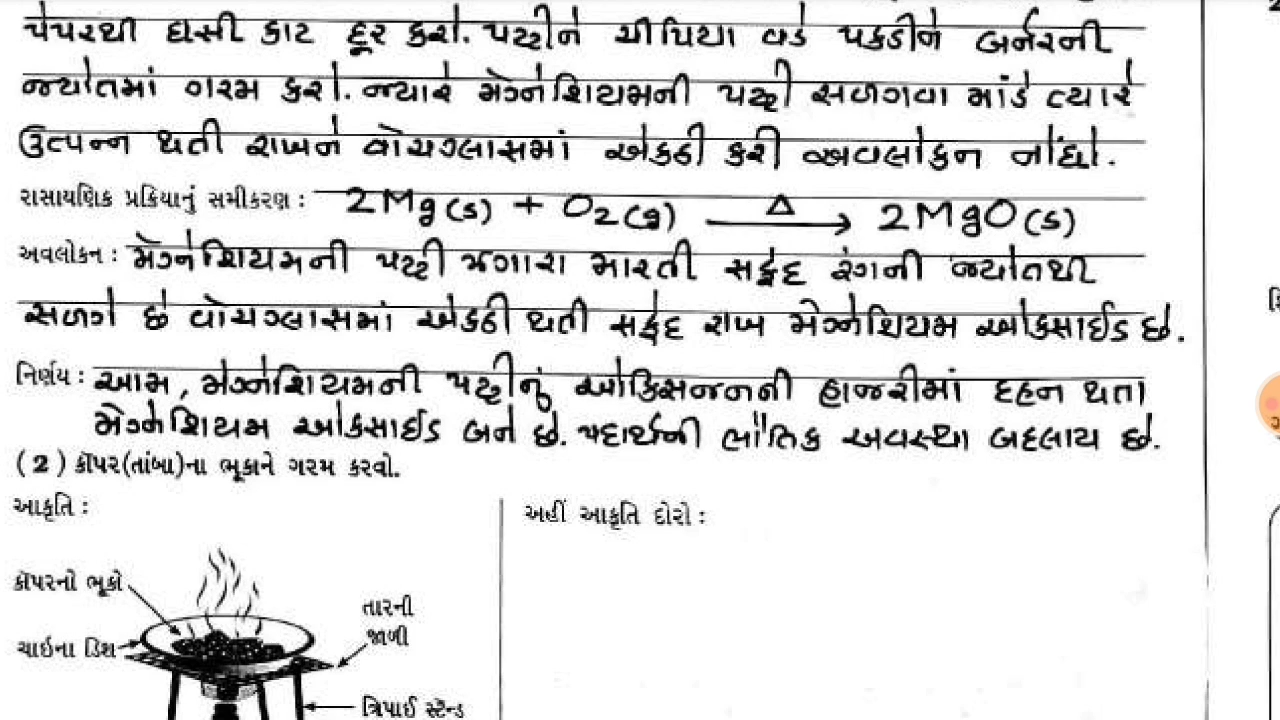 પેપરથી ઘસી કાટ દૂર કરો. પટ્ટીને ચીપિયા વડે પકડીને બર્નરની
જ્યોતમાં ગરમ કરો. જ્યારે મેગ્નેશિયમની પટ્ટી સળગવા માંડે ત્યારે
ઉત્પન્ન થતી રાખને વોચગ્લાસમાં એકઠી કરી અવલોકન નોંધો.
રાસાયણિક પ્રક્રિયાનું સમીકરણ : 2Mg(s) + O2(g) —Δ→ 2MgO(s)
અવલોકન : મેગ્નેશિયમની પટ્ટી ઝગારા મારતી સફેદ રંગની જ્યોતથી
સળગે છે વોચગ્લાસમાં એકઠી થતી સફેદ રાખ મેગ્નેશિયમ ઓક્સાઈડ છે.
નિર્ણય : આમ, મેગ્નેશિયમની પટ્ટીનું ઓક્સિજનની હાજરીમાં દહન થતા
મેગ્નેશિયમ ઓક્સાઈડ બને છે. પદાર્થની ભૌતિક અવસ્થા બદલાય છે.
(2) કૉપર(તાંબા)ના ભૂકાને ગરમ કરવો.
આકૃતિ :
અહીં આકૃતિ દોરો :
કૉપરનો ભૂકો
તારની
જાળી
ચાઇના ડિશ
ત્રિપાઈ સ્ટેન્ડ